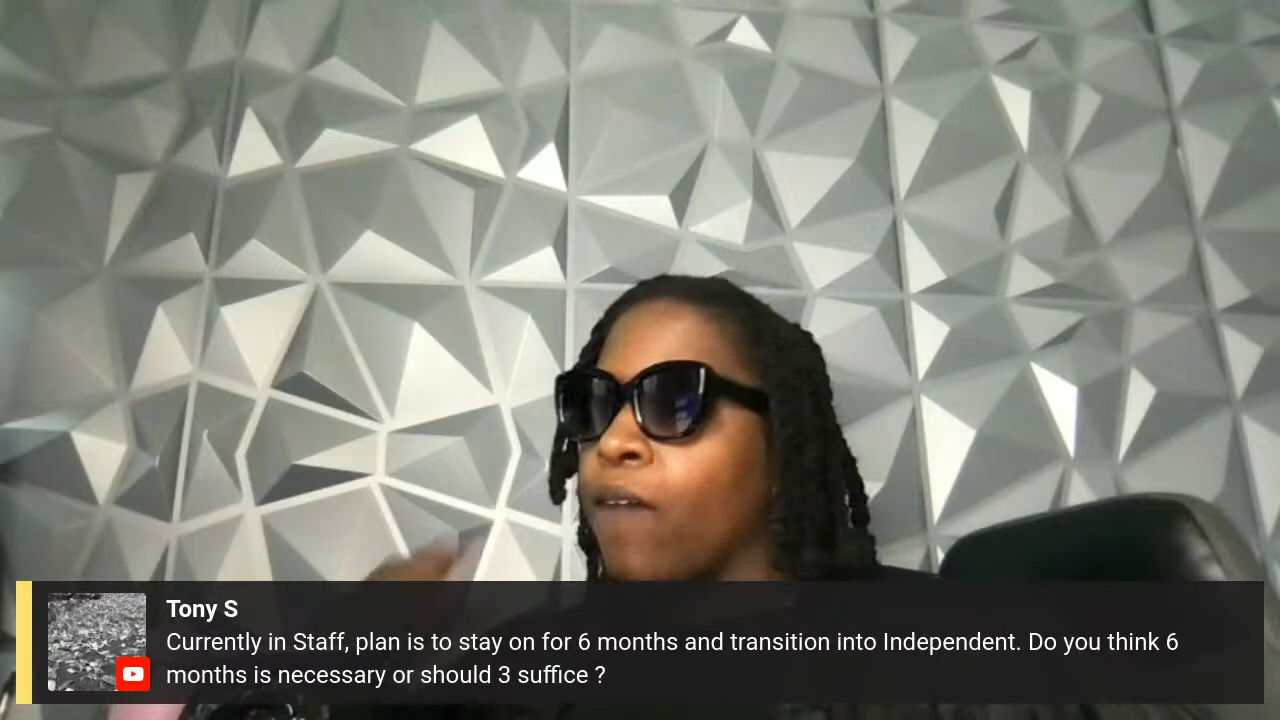 Tony S
Currently in Staff, plan is to stay on for 6 months and transition into Independent. Do you think 6
months is necessary or should 3 suffice ?